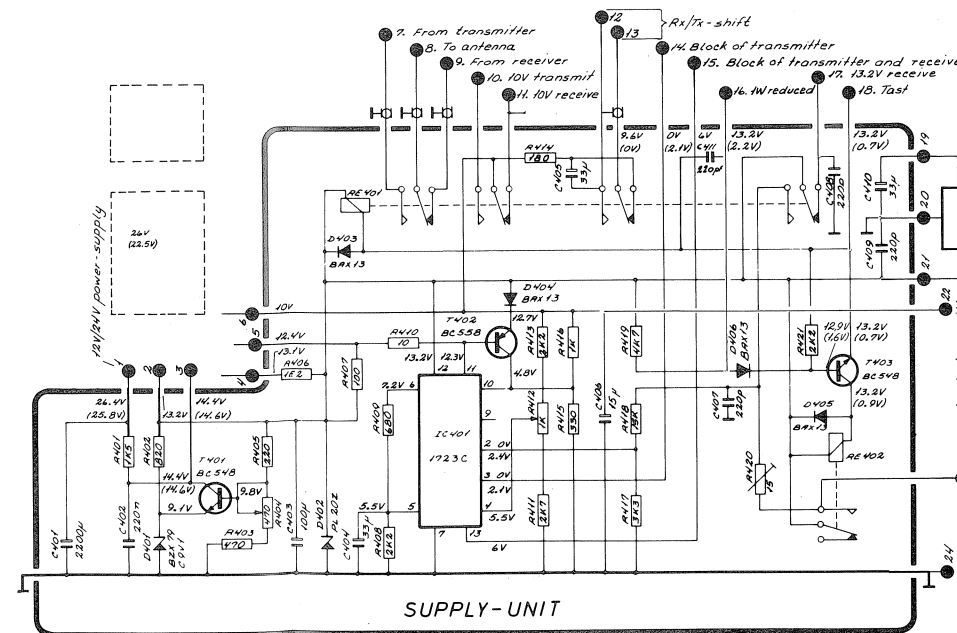 7. From transmitter
8. To antenna
9. From receiver
10. 10V transmit
11. 10V receive
12
13
Rx/Tx-shift
14. Block of transmitter
15. Block of transmitter and receive
16. 1W reduced
17. 13.2V receive
18. Tast
9.6V
(0V)
0V
(2.1V)
6V
C411
220pF
13.2V
(2.2V)
13.2V
(0.7V)
19
R414
180
C405
33µ
C408
220p
C410
33µ
20
RE401
C409
220p
21
26V
(22.5V)
12V/24V power-supply
D403
BAX13
D404
BAX13
22
10V
6
5
12.4V
13.1V
4
R406
1E2
R410
10
R407
100
T402
BC558
12.7V
13.2V
12.3V
4.8V
R413
2K2
R416
1K
R419
4K7
D406
BAX13
R421
2K2
12.9V
(1.6V)
13.2V
(0.7V)
T403
BC548
13.2V
(0.9V)
1
2
3
26.4V
(25.8V)
13.2V
14.4V
(14.6V)
R401
1K5
R402
820
R405
220
T401
BC548
14.4V
(14.6V)
9.8V
9.1V
R404
470
R403
470
C401
2200µ
C402
220n
D401
BZX79
C9V1
C403
100µ
D402
PL20Z
C404
33µ
R408
2K2
5.5V
7.2V
R409
680
12
11
6
10
9
2
0V
2.4V
3
0V
2.1V
4
5.5V
5
7
13
6V
IC401
1723C
R412
1K
R415
330
R411
2K7
C406
15µ
R418
15K
R417
3K3
C407
220p
R420
15
D405
BAX13
RE402
24
SUPPLY-UNIT